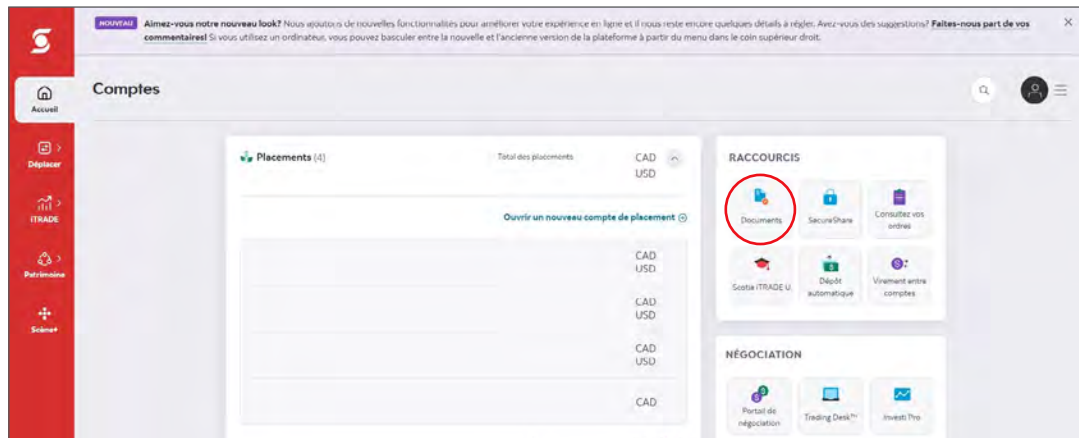 NOUVEAU Aimez-vous notre nouveau look? Nous ajoutons de nouvelles fonctionnalités pour améliorer votre expérience en ligne et il nous reste encore quelques détails à régler. Avez-vous des suggestions? Faites-nous part de vos
commentaires! Si vous utilisez un ordinateur, vous pouvez basculer entre la nouvelle et l'ancienne version de la plateforme à partir du menu dans le coin supérieur droit.
Accueil
Déplacer
iTRADE
Patrimoine
Scène+
Comptes
Placements (4)
Total des placements
CAD
USD
Ouvrir un nouveau compte de placement
CAD
USD
CAD
USD
CAD
USD
CAD
RACCOURCIS
Documents
SecureShare
Consultez vos
ordres
Scotia iTRADE U
Dépôt
automatique
Virement entre
comptes
NÉGOCIATION
Portail de
négociation
Trading Desk™
Investi Pro